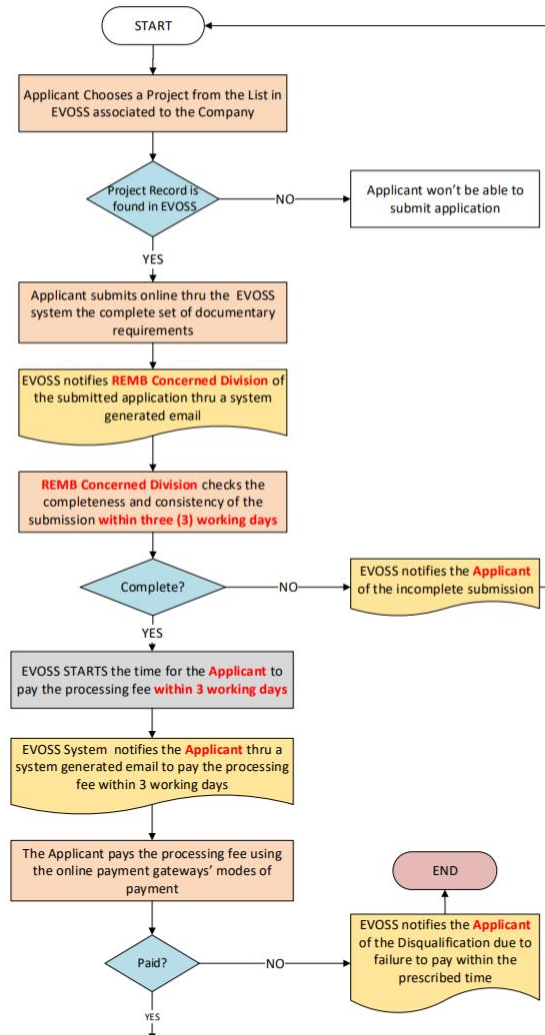 START
Applicant Chooses a Project from the List in
EVOSS associated to the Company
Project Record is
found in EVOSS
NO
Applicant won't be able to
submit application
YES
Applicant submits online thru the EVOSS
system the complete set of documentary
requirements
EVOSS notifies REMB Concerned Division of
the submitted application thru a system
generated email
REMB Concerned Division checks the
completeness and consistency of the
submission within three (3) working days
Complete?
NO
EVOSS notifies the Applicant
of the incomplete submission
YES
EVOSS STARTS the time for the Applicant to
pay the processing fee within 3 working days
EVOSS System notifies the Applicant thru a
system generated email to pay the processing
fee within 3 working days
The Applicant pays the processing fee using
the online payment gateways' modes of
payment
END
Paid?
NO
EVOSS notifies the Applicant
of the Disqualification due to
failure to pay within the
prescribed time
YES